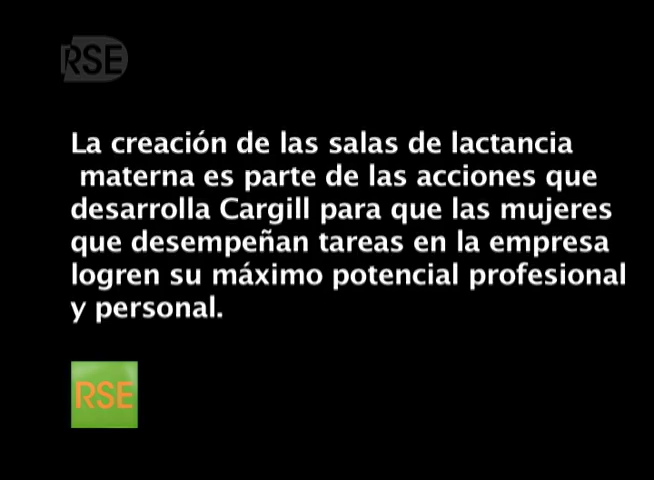 RSE
La creación de las salas de lactancia
materna es parte de las acciones que
desarrolla Cargill para que las mujeres
que desempeñan tareas en la empresa
logren su máximo potencial profesional
y personal.
RSE